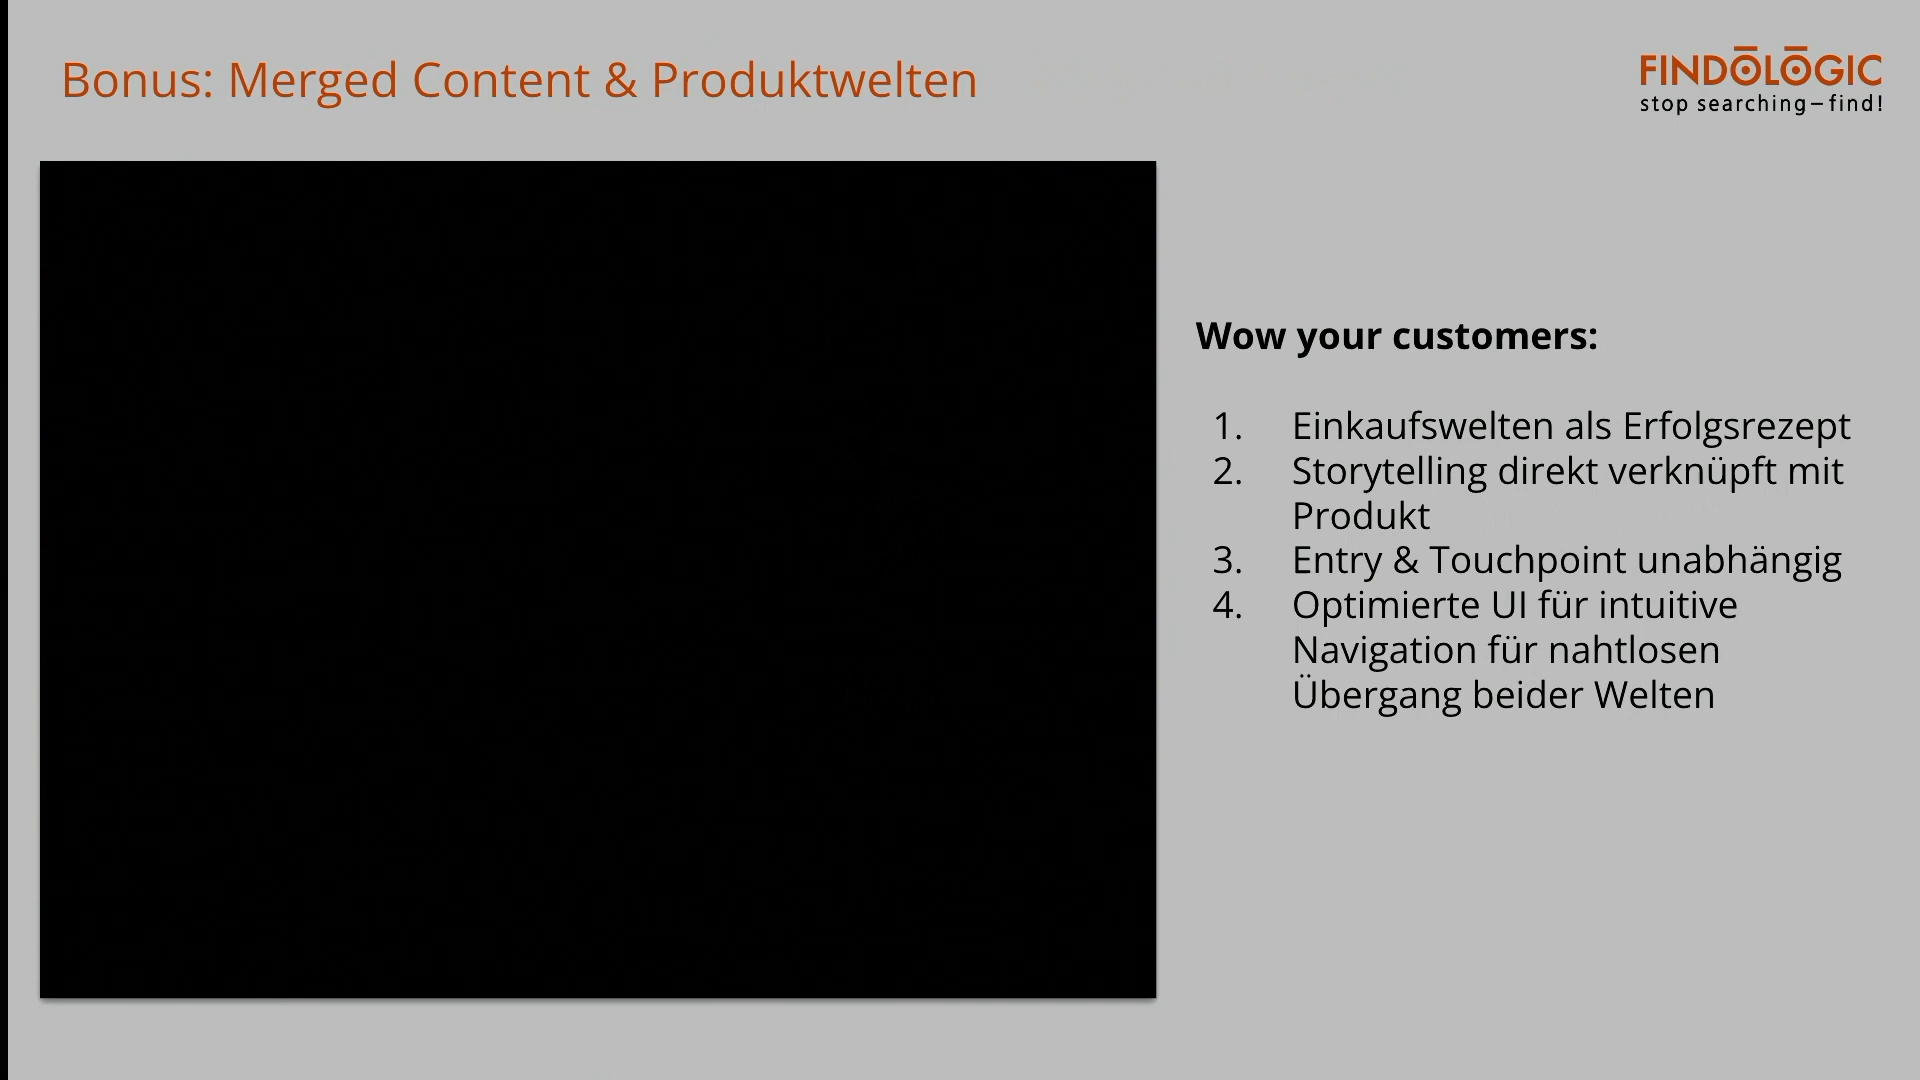 Bonus: Merged Content & Produktwelten
FINDOLOGIC
stop searching–find!
Wow your customers:
1. Einkaufswelten als Erfolgsrezept
2. Storytelling direkt verknüpft mit
Produkt
3. Entry & Touchpoint unabhängig
4. Optimierte UI für intuitive
Navigation für nahtlosen
Übergang beider Welten